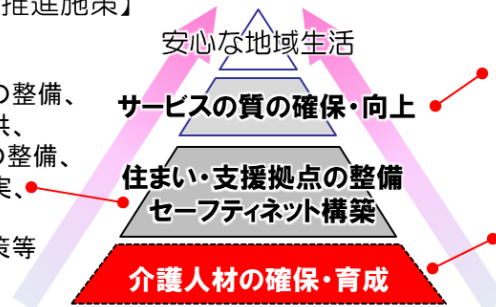 推進施策】
安心な地域生活
の整備、
サービスの質の確保・向上
供、
の整備、
住まい・支援拠点の整備
実、
セーフティネット構築
策等
介護人材の確保・育成